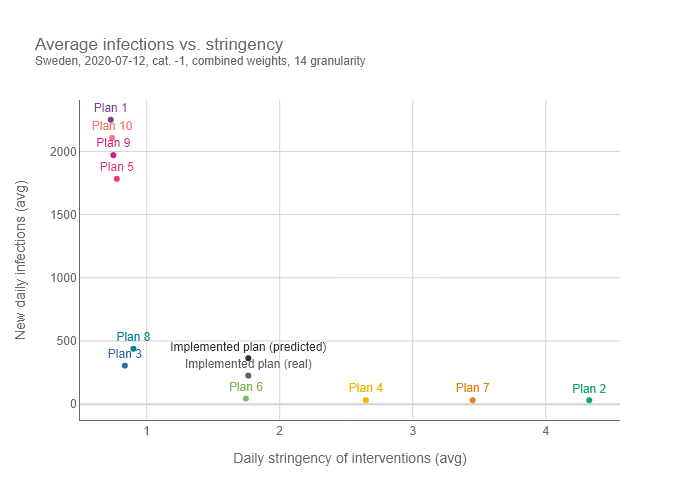 Average infections vs. stringency
Sweden, 2020-07-12, cat. -1, combined weights, 14 granularity
Plan 1
Plan 10
Plan 9
Plan 5
Plan 8
Plan 3
Implemented plan (predicted)
Implemented plan (real)
Plan 6
Plan 4
Plan 7
Plan 2
2000
1500
1000
500
0
New daily infections (avg)
1
2
3
4
Daily stringency of interventions (avg)